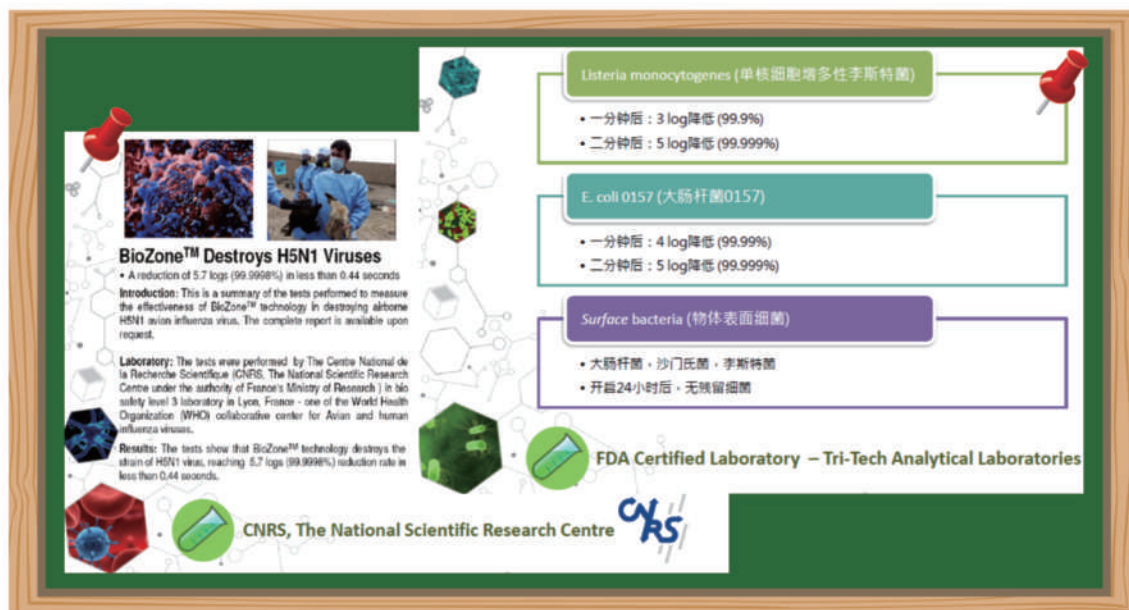 BioZone™ Destroys H5N1 Viruses
• A reduction of 5.7 logs (99.9998%) in less than 0.44 seconds
Introduction: This is a summary of the tests performed to measure
the effectiveness of BioZone™ technology in destroying airborne
H5N1 avian influenza virus. The complete report is available upon
request.
Laboratory: The tests were performed by The Centre National de
la Recherche Scientifique (CNRS, The National Scientific Research
Centre under the authority of France's Ministry of Research ) in bio
safety level 3 laboratory in Lyon, France - one of the World Health
Organization (WHO) collaborative center for Avian and human
influenza viruses.
Results: The tests show that BioZone™ technology destroys the
strain of H5N1 virus, reaching 5.7 logs (99.9998%) reduction rate in
less than 0.44 seconds.
CNRS, The National Scientific Research Centre
CNRS
Listeria monocytogenes (单核细胞增多性李斯特菌)
• 一分钟后：3 log降低 (99.9%)
• 二分钟后：5 log降低 (99.999%)
E. coli 0157 (大肠杆菌0157)
• 一分钟后：4 log降低 (99.99%)
• 二分钟后：5 log降低 (99.999%)
Surface bacteria (物体表面细菌)
• 大肠杆菌，沙门氏菌，李斯特菌
• 开启24小时后，无残留细菌
FDA Certified Laboratory – Tri-Tech Analytical Laboratories